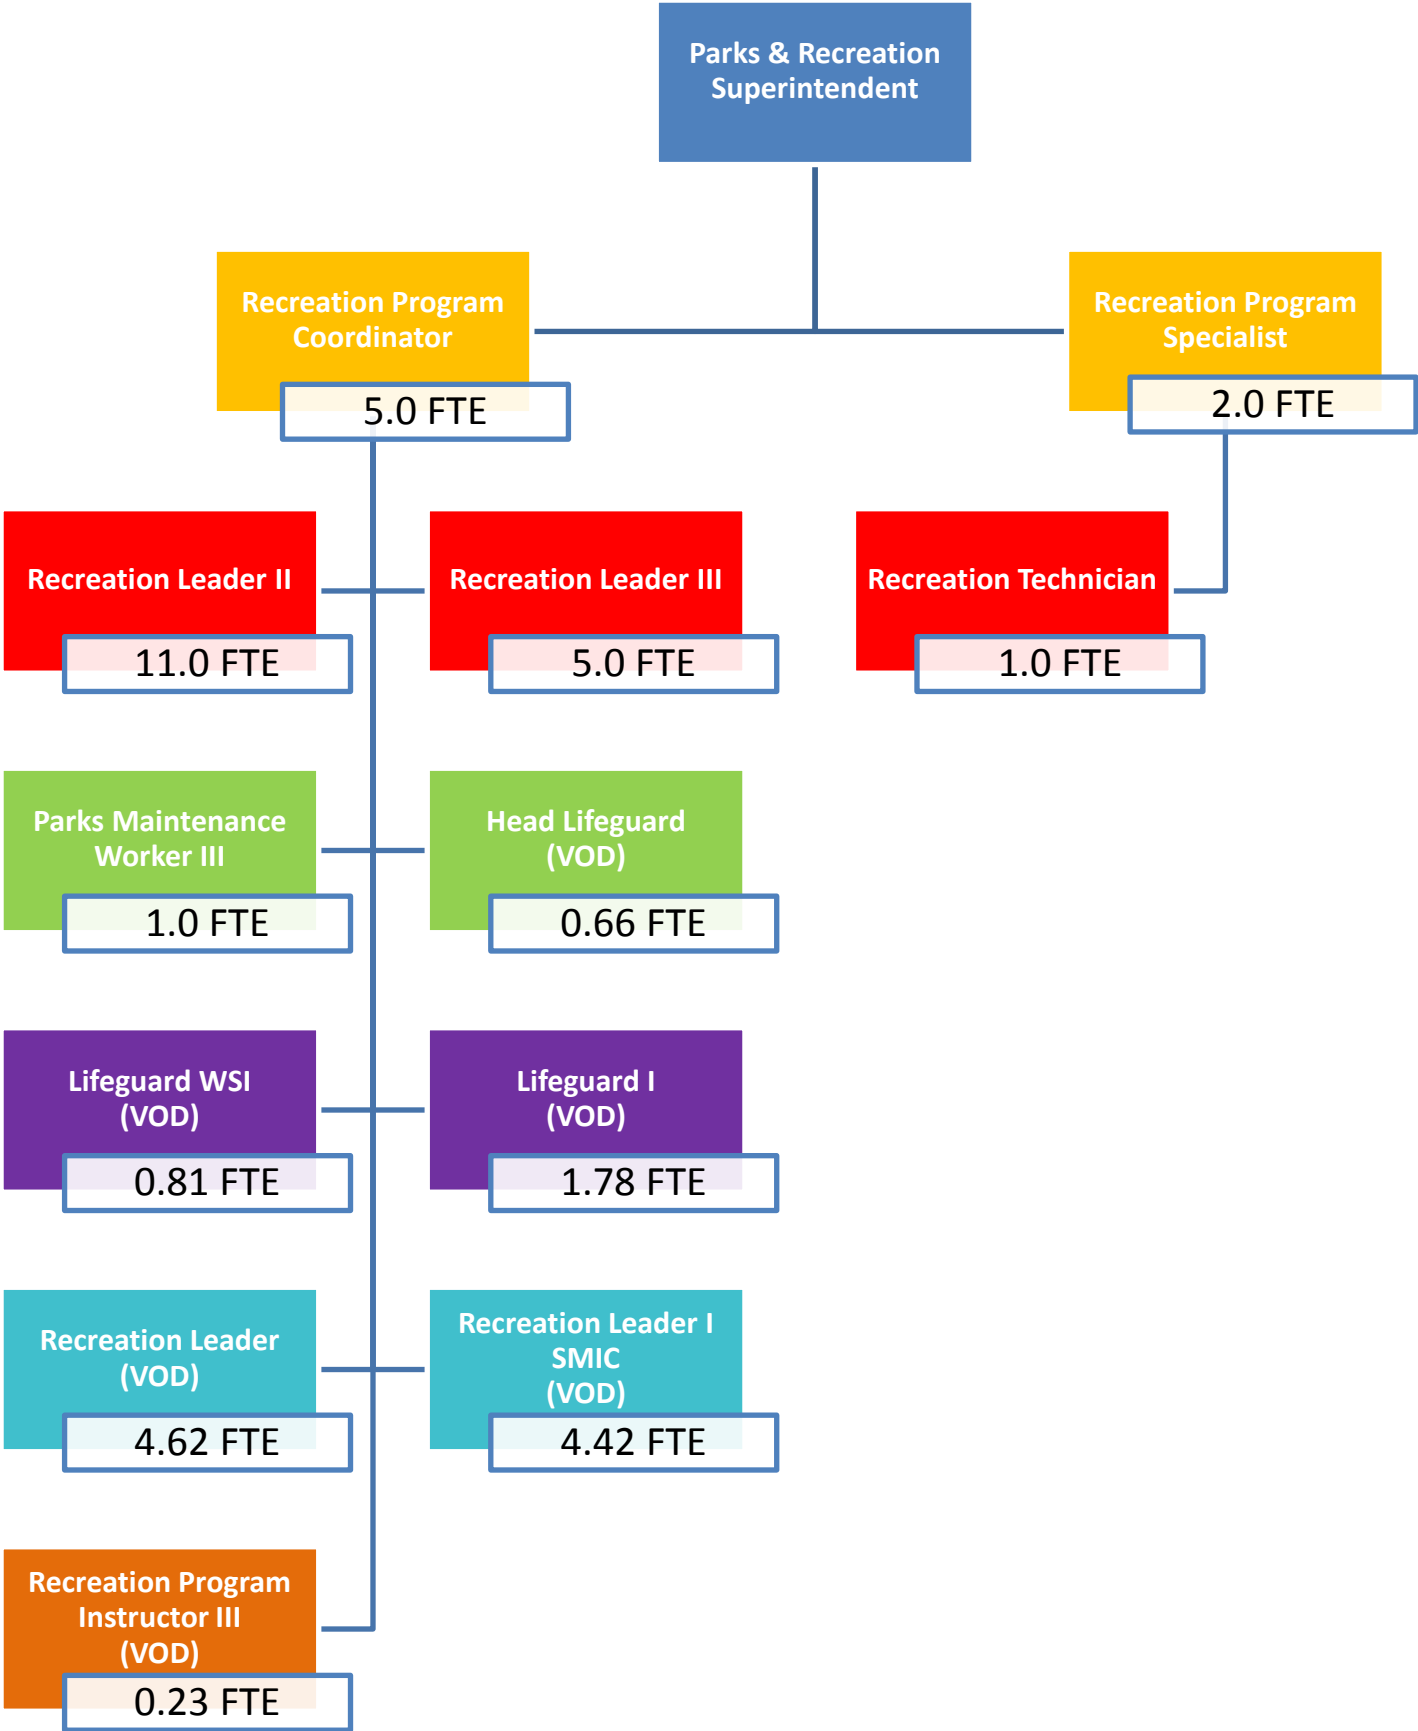 Parks & Recreation
Superintendent
Recreation Program
Coordinator
5.0 FTE
Recreation Program
Specialist
2.0 FTE
Recreation Leader II
11.0 FTE
Recreation Leader III
5.0 FTE
Recreation Technician
1.0 FTE
Parks Maintenance
Worker III
1.0 FTE
Head Lifeguard
(VOD)
0.66 FTE
Lifeguard WSI
(VOD)
0.81 FTE
Lifeguard I
(VOD)
1.78 FTE
Recreation Leader
(VOD)
4.62 FTE
Recreation Leader I
SMIC
(VOD)
4.42 FTE
Recreation Program
Instructor III
(VOD)
0.23 FTE